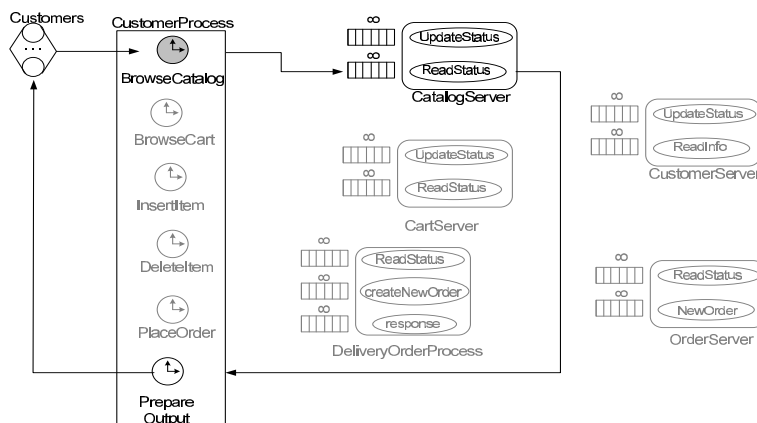 Customers
CustomerProcess
BrowseCatalog
BrowseCart
InsertItem
DeleteItem
PlaceOrder
Prepare
Output
∞
UpdateStatus
∞
ReadStatus
CatalogServer
∞
UpdateStatus
∞
ReadStatus
CartServer
∞
ReadStatus
∞
createNewOrder
∞
response
DeliveryOrderProcess
∞
UpdateStatus
∞
ReadInfo
CustomerServer
∞
ReadStatus
∞
NewOrder
OrderServer